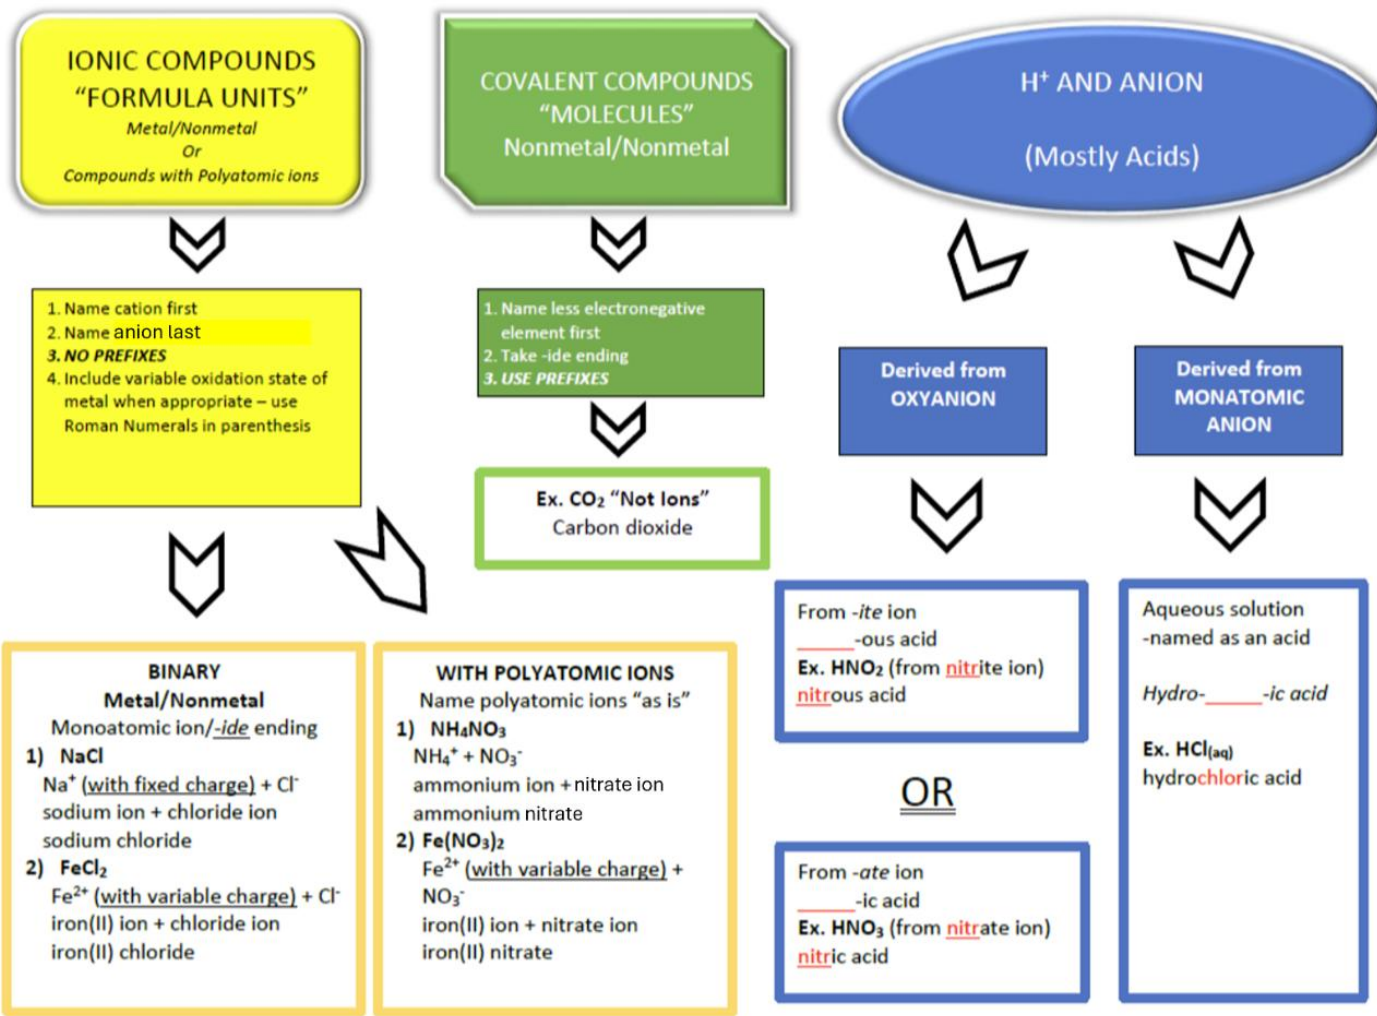 IONIC COMPOUNDS
“FORMULA UNITS”
Metal/Nonmetal
Or
Compounds with Polyatomic ions
COVALENT COMPOUNDS
“MOLECULES”
Nonmetal/Nonmetal
H⁺ AND ANION
(Mostly Acids)
1. Name cation first
2. Name anion last
3. NO PREFIXES
4. Include variable oxidation state of
metal when appropriate – use
Roman Numerals in parenthesis
1. Name less electronegative
element first
2. Take -ide ending
3. USE PREFIXES
Ex. CO₂ “Not Ions”
Carbon dioxide
Derived from
OXYANION
Derived from
MONATOMIC
ANION
BINARY
Metal/Nonmetal
Monoatomic ion/-ide ending
1) NaCl
Na⁺ (with fixed charge) + Cl⁻
sodium ion + chloride ion
sodium chloride
2) FeCl₂
Fe²⁺ (with variable charge) + Cl⁻
iron(II) ion + chloride ion
iron(II) chloride
WITH POLYATOMIC IONS
Name polyatomic ions “as is”
1) NH₄NO₃
NH₄⁺ + NO₃⁻
ammonium ion + nitrate ion
ammonium nitrate
2) Fe(NO₃)₂
Fe²⁺ (with variable charge) +
NO₃⁻
iron(II) ion + nitrate ion
iron(II) nitrate
From -ite ion
______-ous acid
Ex. HNO₂ (from nitrite ion)
nitrous acid
OR
From -ate ion
______-ic acid
Ex. HNO₃ (from nitrate ion)
nitric acid
Aqueous solution
-named as an acid
Hydro-______-ic acid
Ex. HCl(aq)
hydrochloric acid